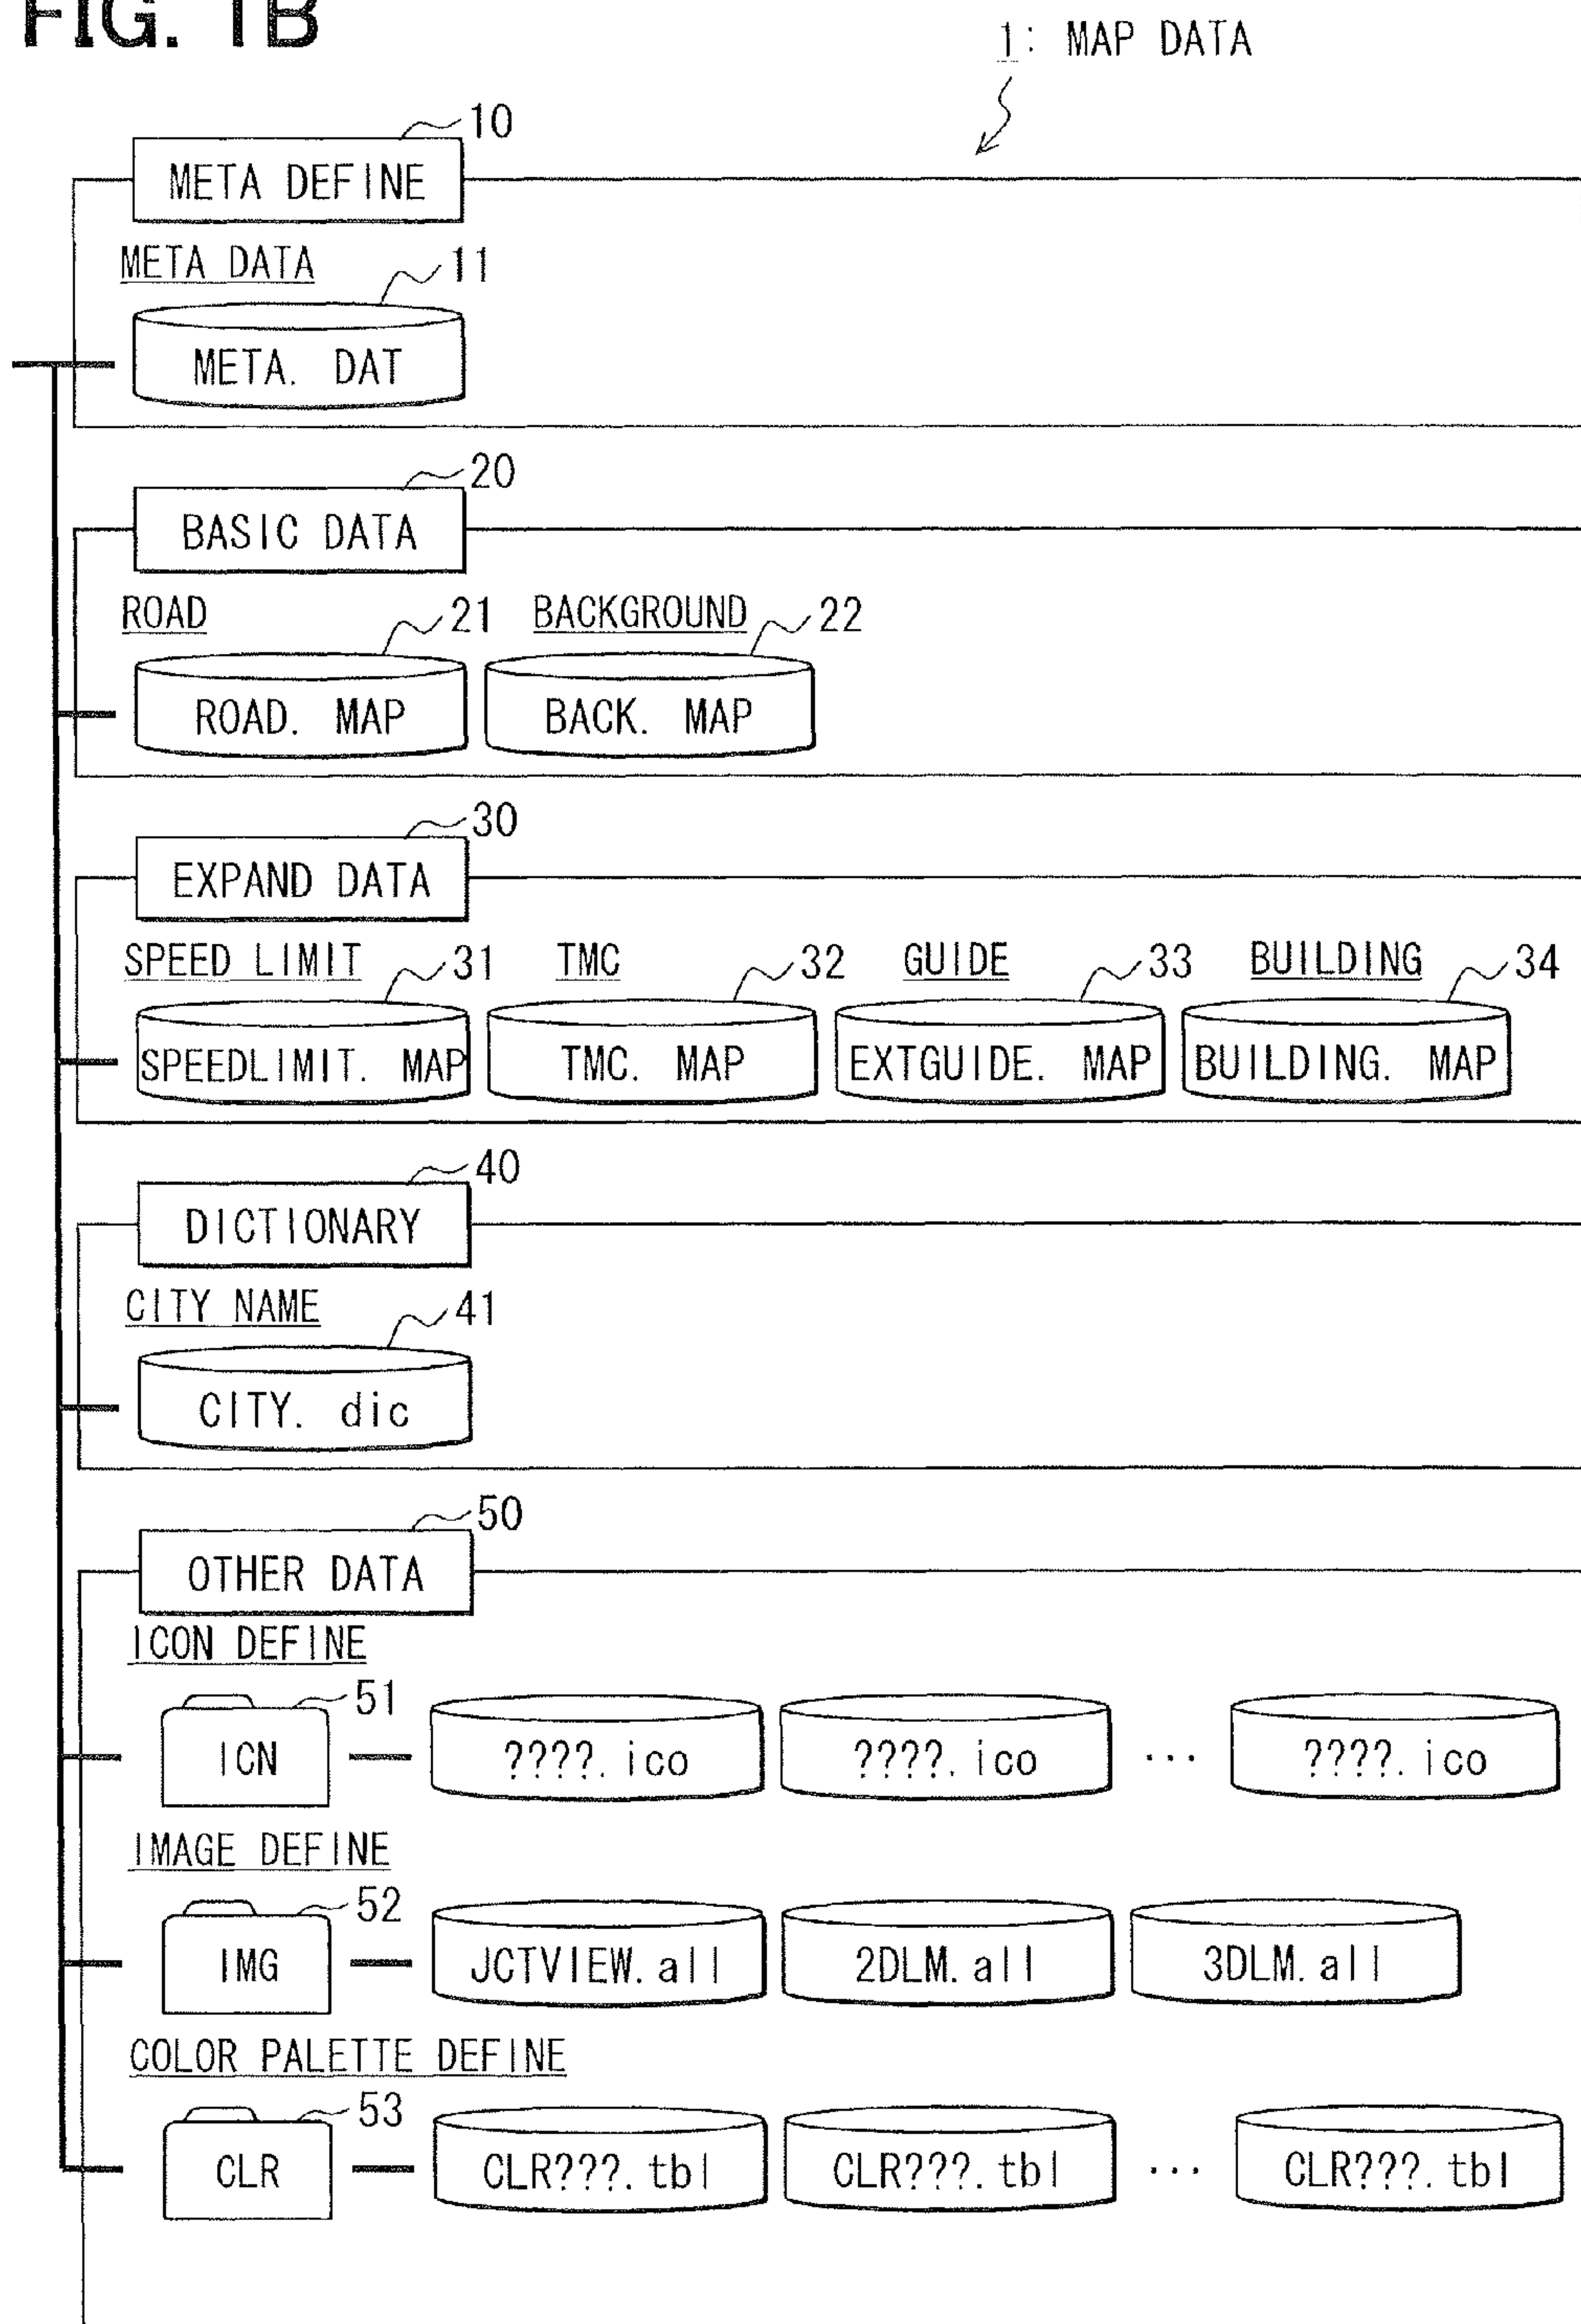 FIG. 1B
1: MAP DATA
10
META DEFINE
META DATA
11
META. DAT
20
BASIC DATA
ROAD 21 BACKGROUND 22
ROAD. MAP BACK. MAP
30
EXPAND DATA
SPEED LIMIT 31 TMC 32 GUIDE 33 BUILDING 34
SPEEDLIMIT. MAP TMC. MAP EXTGUIDE. MAP BUILDING. MAP
40
DICTIONARY
CITY NAME 41
CITY. dic
50
OTHER DATA
ICON DEFINE
51
ICN ????. ico ????. ico ... ????. ico
IMAGE DEFINE
52
IMG JCTVIEW. all 2DLM. all 3DLM. all
COLOR PALETTE DEFINE
53
CLR CLR???. tbl CLR???. tbl ... CLR???. tbl